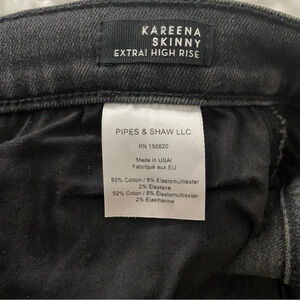 KAREENA
SKINNY
EXTRA! HIGH RISE
PIPES & SHAW LLC
RN 155820
Made in USA/
Fabriqué aux EU
92% Cotton / 6% Elastomultiester
2% Elastane
92% Coton / 6% Elastomultiester
2% Élasthanne